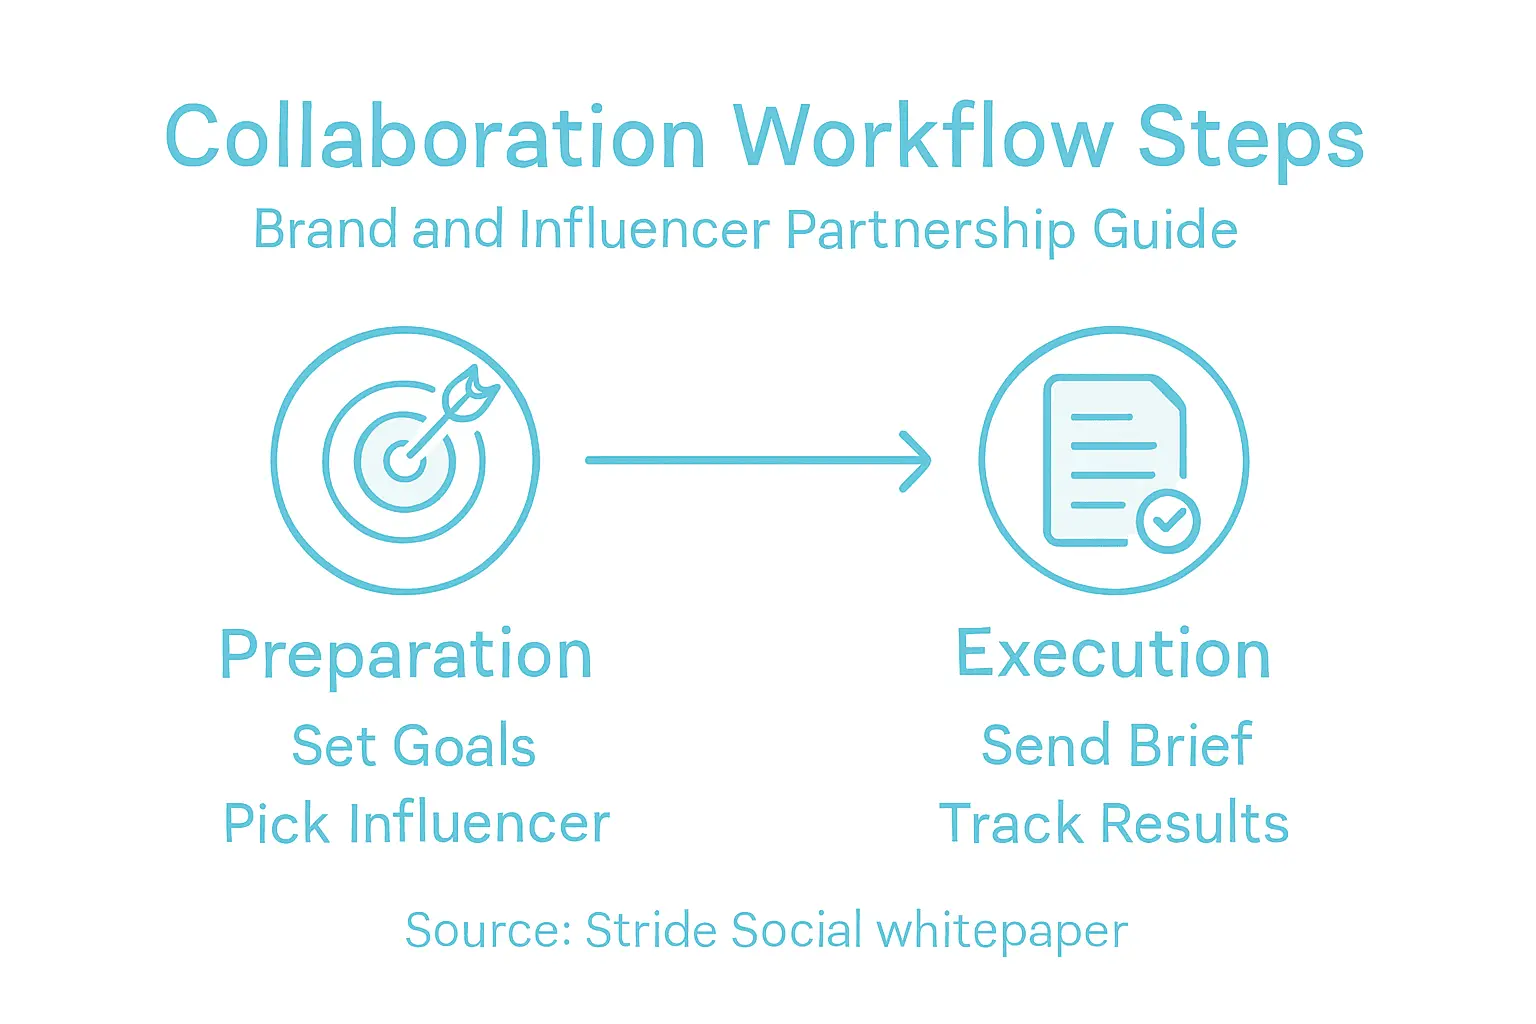 Collaboration Workflow Steps
Brand and Influencer Partnership Guide
Preparation
Set Goals
Pick Influencer
Execution
Send Brief
Track Results
Source: Stride Social whitepaper